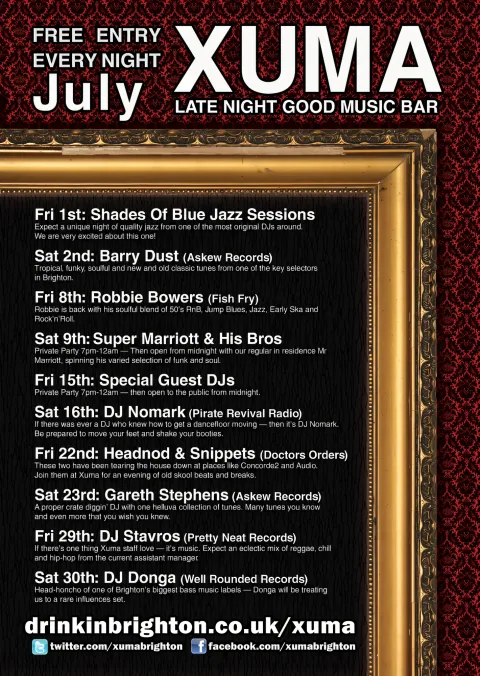 FREE ENTRY
EVERY NIGHT
July
XUMA
LATE NIGHT GOOD MUSIC BAR
Fri 1st: Shades Of Blue Jazz Sessions
Expect a unique night of quality jazz from one of the most original DJs around.
We are very excited about this one!
Sat 2nd: Barry Dust (Askew Records)
Tropical, funky, soulful and new and old classic tunes from one of the key selectors
in Brighton.
Fri 8th: Robbie Bowers (Fish Fry)
Robbie is back with his soulful blend of 50's RnB, Jump Blues, Jazz, Early Ska and
Rock'n'Roll.
Sat 9th: Super Marriott & His Bros
Private Party 7pm-12am — Then open from midnight with our regular in residence Mr
Marriott, spinning his varied selection of funk and soul.
Fri 15th: Special Guest DJs
Private Party 7pm-12am — then open to the public from midnight.
Sat 16th: DJ Nomark (Pirate Revival Radio)
If there was ever a DJ who knew how to get a dancefloor moving — then it's DJ Nomark.
Be prepared to move your feet and shake your booties.
Fri 22nd: Headnod & Snippets (Doctors Orders)
These two have been tearing the house down at places like Concorde2 and Audio.
Join them at Xuma for an evening of old skool beats and breaks.
Sat 23rd: Gareth Stephens (Askew Records)
A proper crate diggin' DJ with one helluva collection of tunes. Many tunes you know
and even more that you wish you knew.
Fri 29th: DJ Stavros (Pretty Neat Records)
If there's one thing Xuma staff love — it's music. Expect an eclectic mix of reggae, chill
and hip-hop from the current assistant manager.
Sat 30th: DJ Donga (Well Rounded Records)
Head-honcho of one of Brighton's biggest bass music labels — Donga will be treating
us to a rare influences set.
drinkinbrighton.co.uk/xuma
twitter.com/xumabrighton facebook.com/xumabrighton